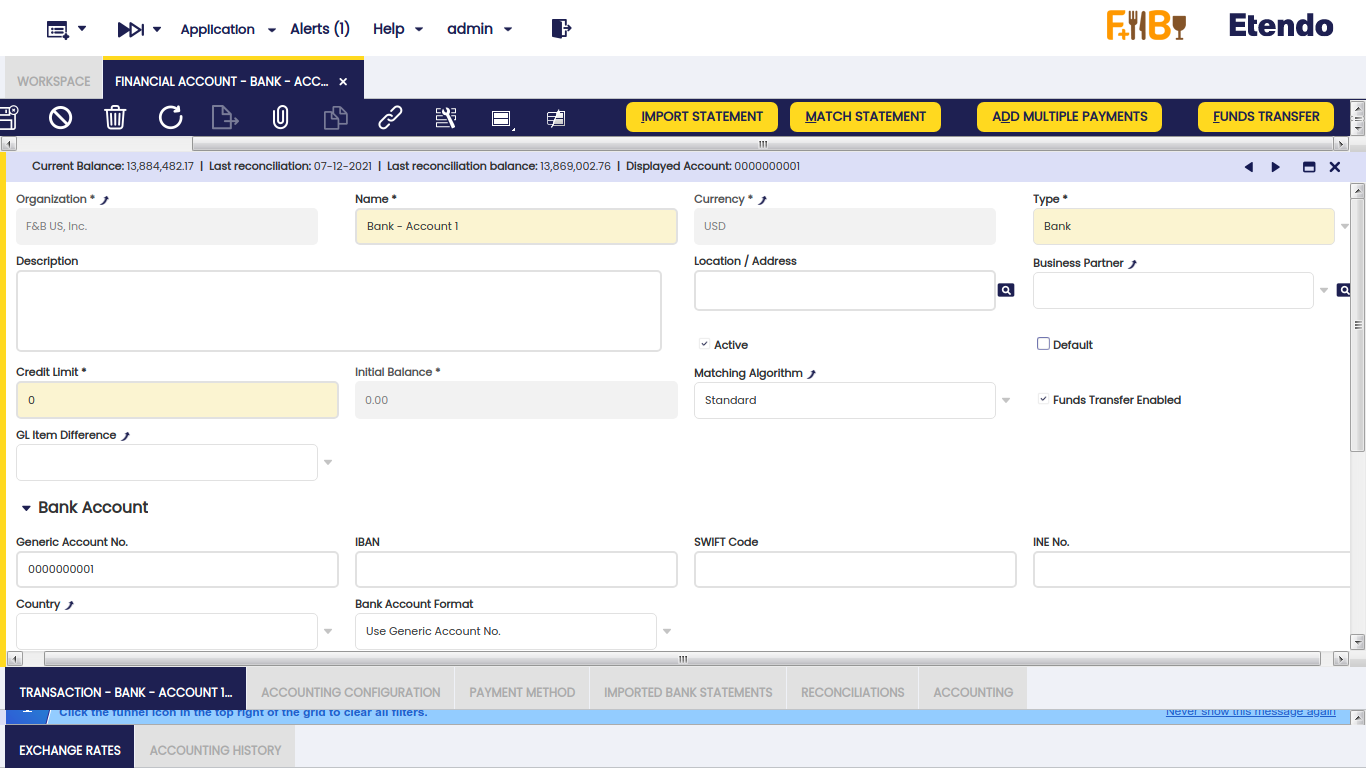 Application Alerts (1) Help admin F&B Etendo
WORKSPACE FINANCIAL ACCOUNT - BANK - ACC...
IMPORT STATEMENT MATCH STATEMENT ADD MULTIPLE PAYMENTS FUNDS TRANSFER
Current Balance: 13,884,482.17 | Last reconciliation: 07-12-2021 | Last reconciliation balance: 13,869,002.76 | Displayed Account: 0000000001
Organization * Name * Currency * Type *
F&B US, Inc. Bank - Account 1 USD Bank
Description Location / Address Business Partner
Active Default
Credit Limit * Initial Balance * Matching Algorithm
0 0.00 Standard Funds Transfer Enabled
GL Item Difference
Bank Account
Generic Account No. IBAN SWIFT Code INE No.
0000000001
Country Bank Account Format
Use Generic Account No.
TRANSACTION - BANK - ACCOUNT 1... ACCOUNTING CONFIGURATION PAYMENT METHOD IMPORTED BANK STATEMENTS RECONCILIATIONS ACCOUNTING
Click the funnel icon in the top right of the grid to clear all filters. Never show this message again
EXCHANGE RATES ACCOUNTING HISTORY